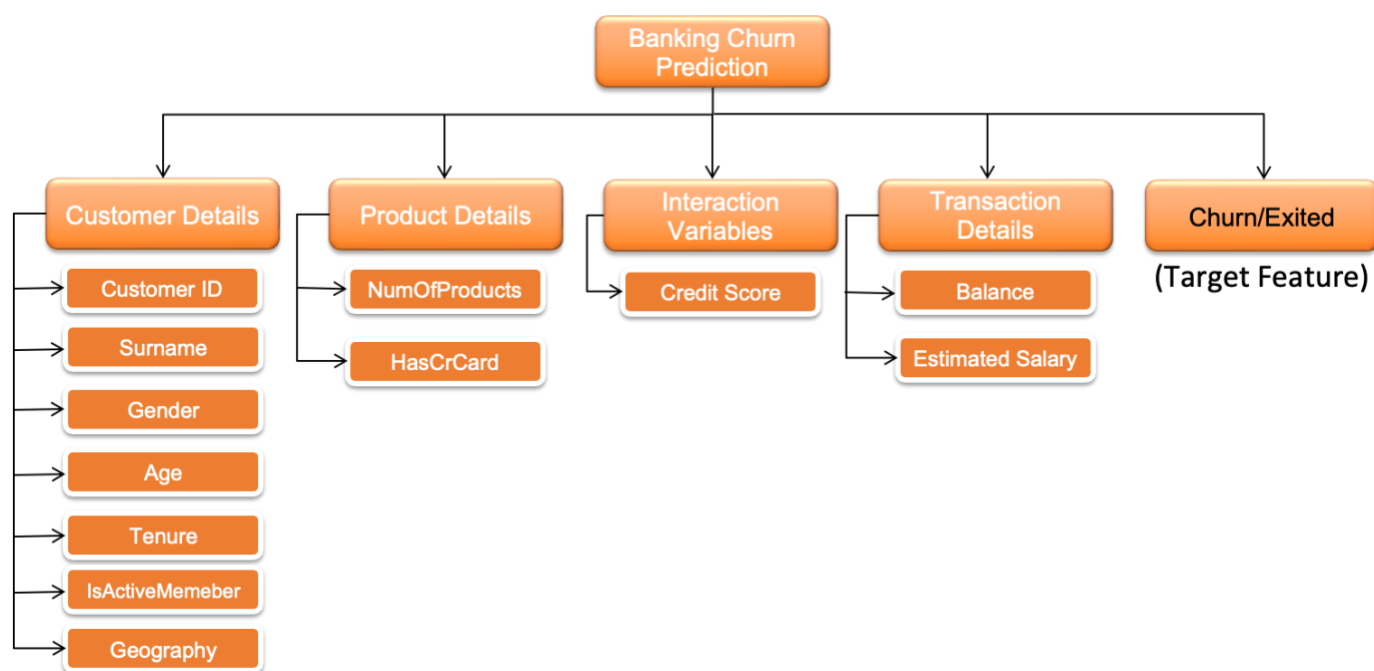 Banking Churn
Prediction
Customer Details
Product Details
Interaction
Variables
Transaction
Details
Churn/Exited
(Target Feature)
Customer ID
Surname
Gender
Age
Tenure
IsActiveMemeber
Geography
NumOfProducts
HasCrCard
Credit Score
Balance
Estimated Salary